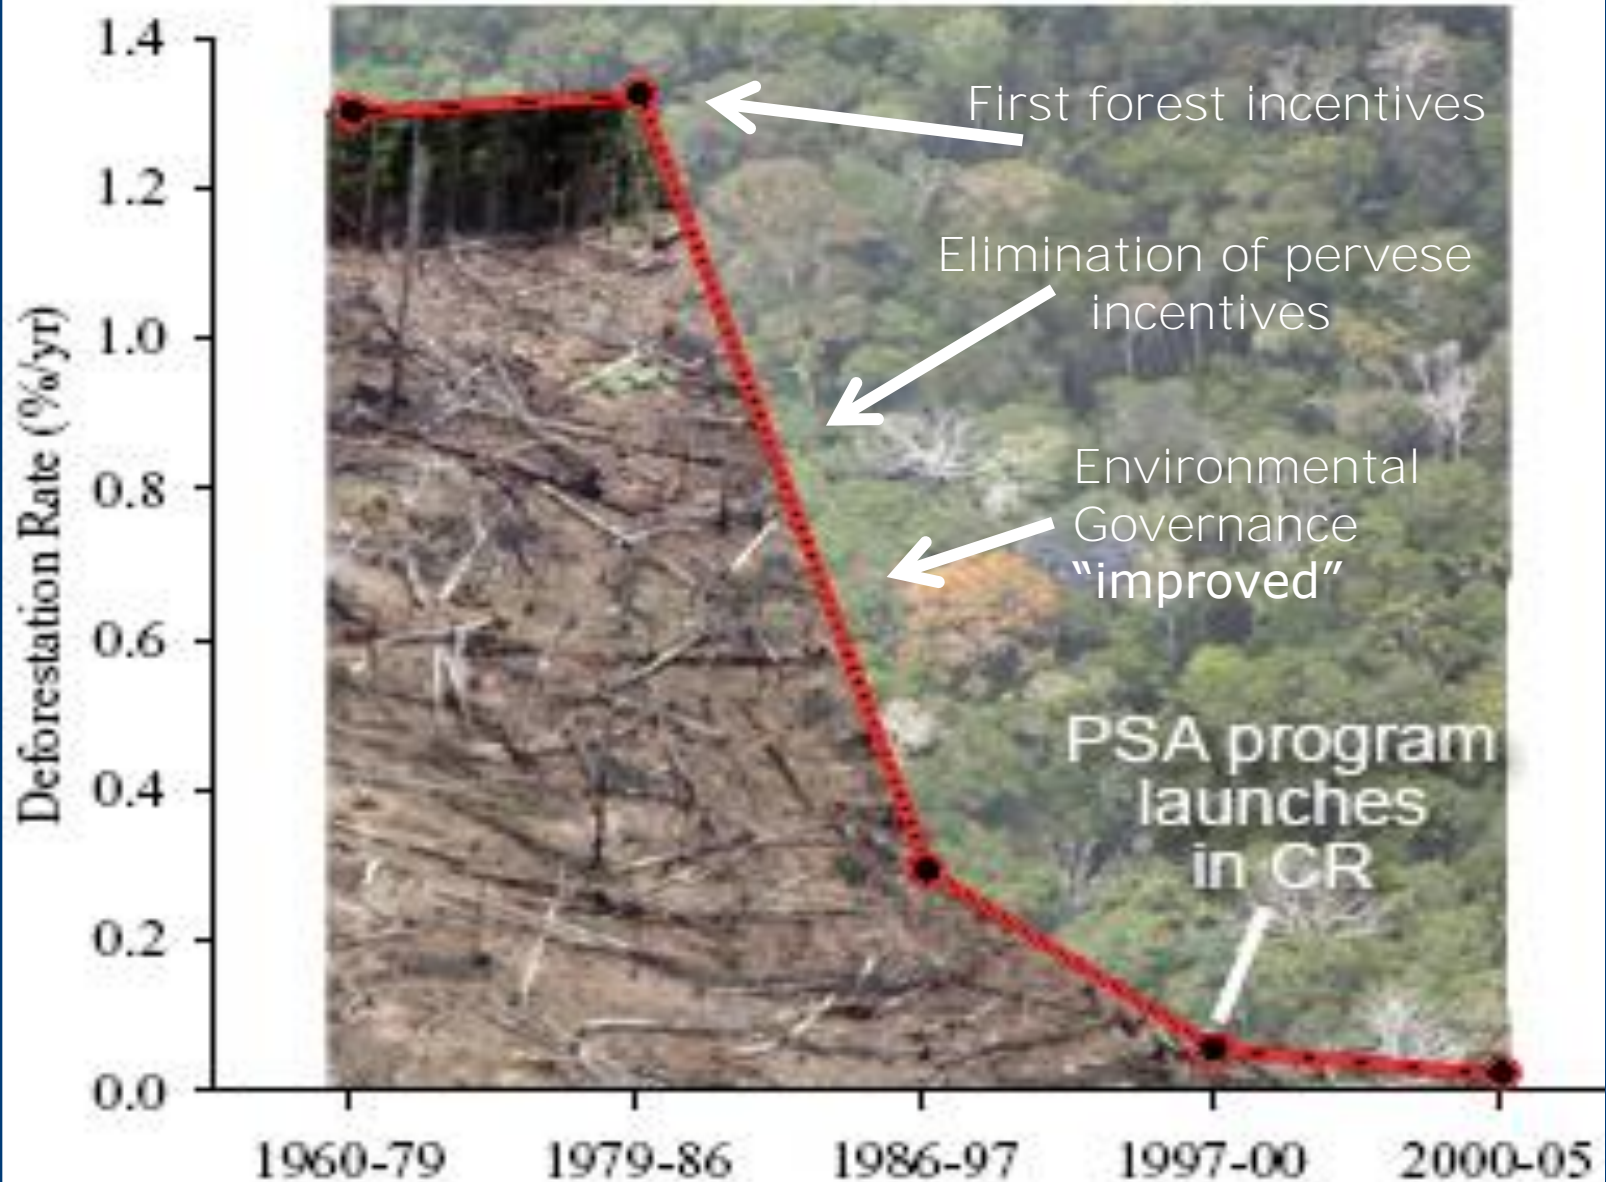 1.4
1.2
1.0
0.8
0.6
0.4
0.2
0.0
Deforestation Rate (%/yr)
First forest incentives
Elimination of pervese
incentives
Environmental
Governance
“improved”
PSA program
launches
in CR
1960-79 1979-86 1986-97 1997-00 2000-05